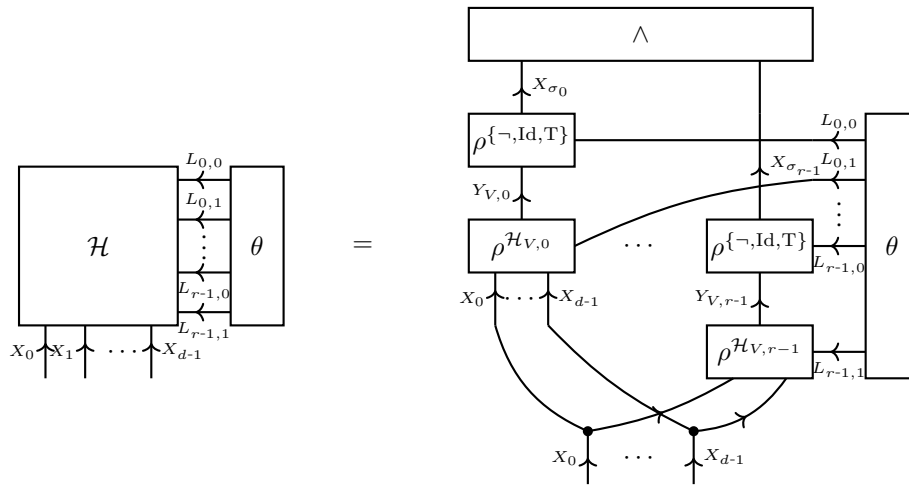 ∧
X_{σ_0}
ρ^{¬,Id,T}
L_{0,0}
X_{σ_{r-1}}
L_{0,1}
Y_{V,0}
⋮
ρ^{ℋ_{V,0}}
…
ρ^{¬,Id,T}
L_{r-1,0}
θ
X_0 … X_{d-1}
Y_{V,r-1}
ρ^{ℋ_{V,r-1}}
L_{r-1,1}
X_0 … X_{d-1}
ℋ
L_{0,0}
L_{0,1}
⋮
L_{r-1,0}
L_{r-1,1}
θ
X_0 X_1 … X_{d-1}
=